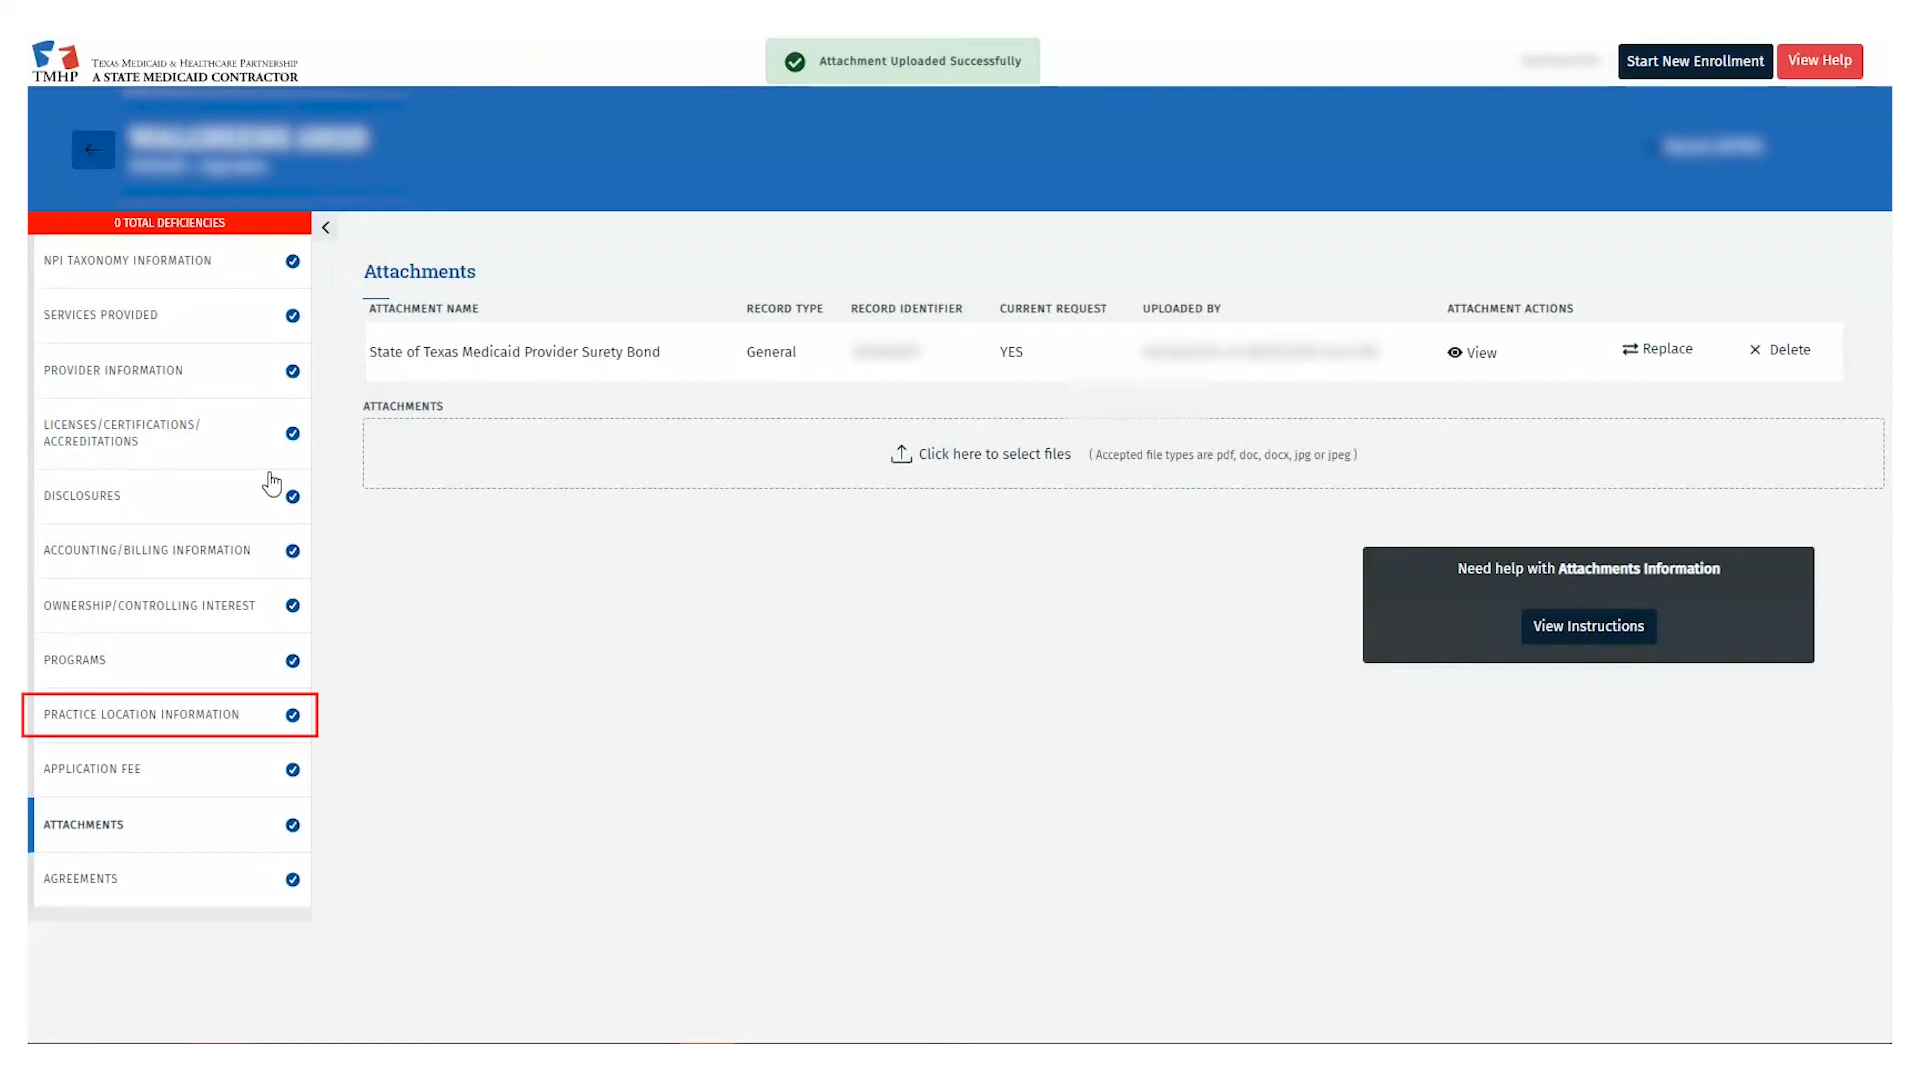 TMHP
TEXAS MEDICAID & HEALTHCARE PARTNERSHIP
A STATE MEDICAID CONTRACTOR
Attachment Uploaded Successfully
Start New Enrollment
View Help
0 TOTAL DEFICIENCIES
NPI TAXONOMY INFORMATION
SERVICES PROVIDED
PROVIDER INFORMATION
LICENSES/CERTIFICATIONS/
ACCREDITATIONS
DISCLOSURES
ACCOUNTING/BILLING INFORMATION
OWNERSHIP/CONTROLLING INTEREST
PROGRAMS
PRACTICE LOCATION INFORMATION
APPLICATION FEE
ATTACHMENTS
AGREEMENTS
Attachments
ATTACHMENT NAME RECORD TYPE RECORD IDENTIFIER CURRENT REQUEST UPLOADED BY ATTACHMENT ACTIONS
State of Texas Medicaid Provider Surety Bond General YES View Replace Delete
ATTACHMENTS
Click here to select files ( Accepted file types are pdf, doc, docx, jpg or jpeg )
Need help with Attachments Information
View Instructions